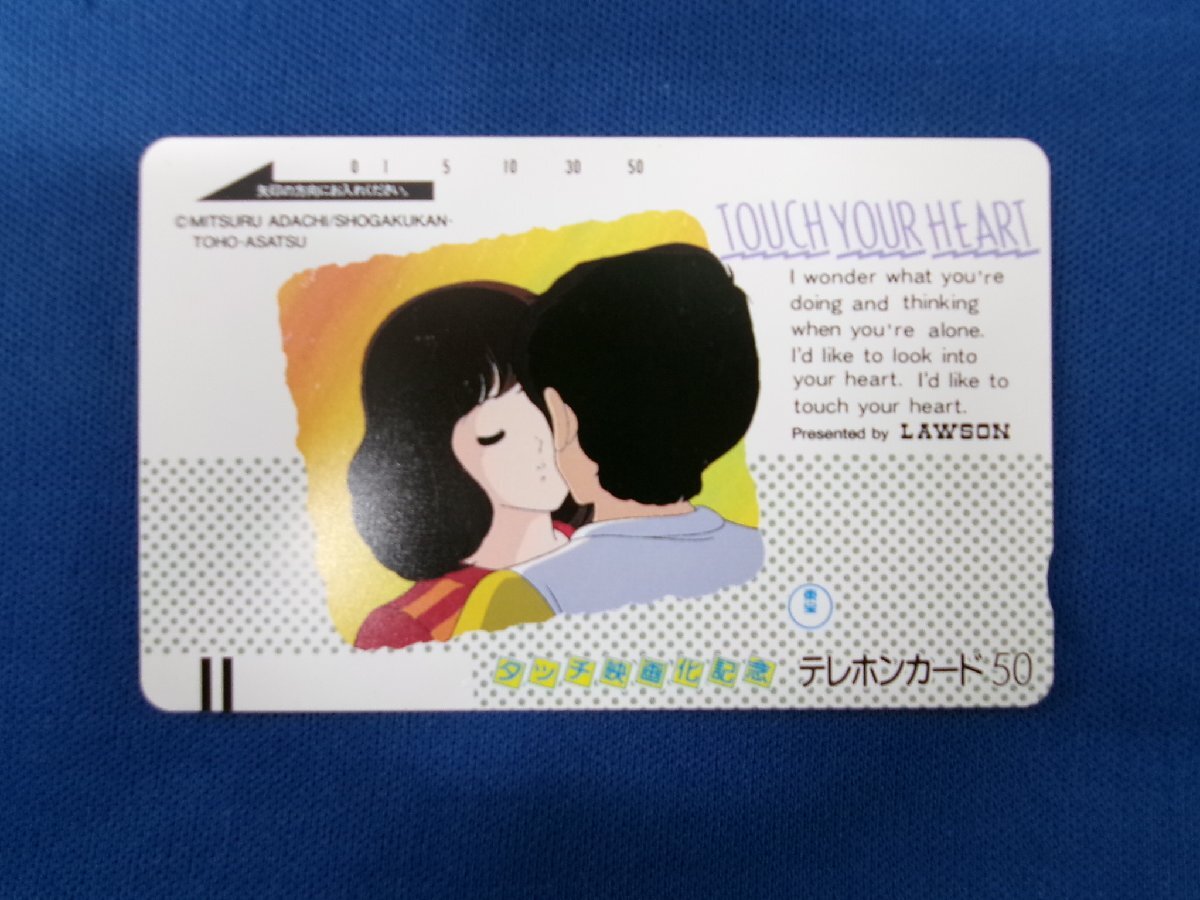 0 1 5 10 30 50
矢印の方向にお入れください。
©MITSURU ADACHI/SHOGAKUKAN·
TOHO-ASATSU
TOUCH YOUR HEART
I wonder what you're
doing and thinking
when you're alone.
I'd like to look into
your heart. I'd like to
touch your heart.
Presented by LAWSON
東宝
タッチ映画化記念
テレホンカード50